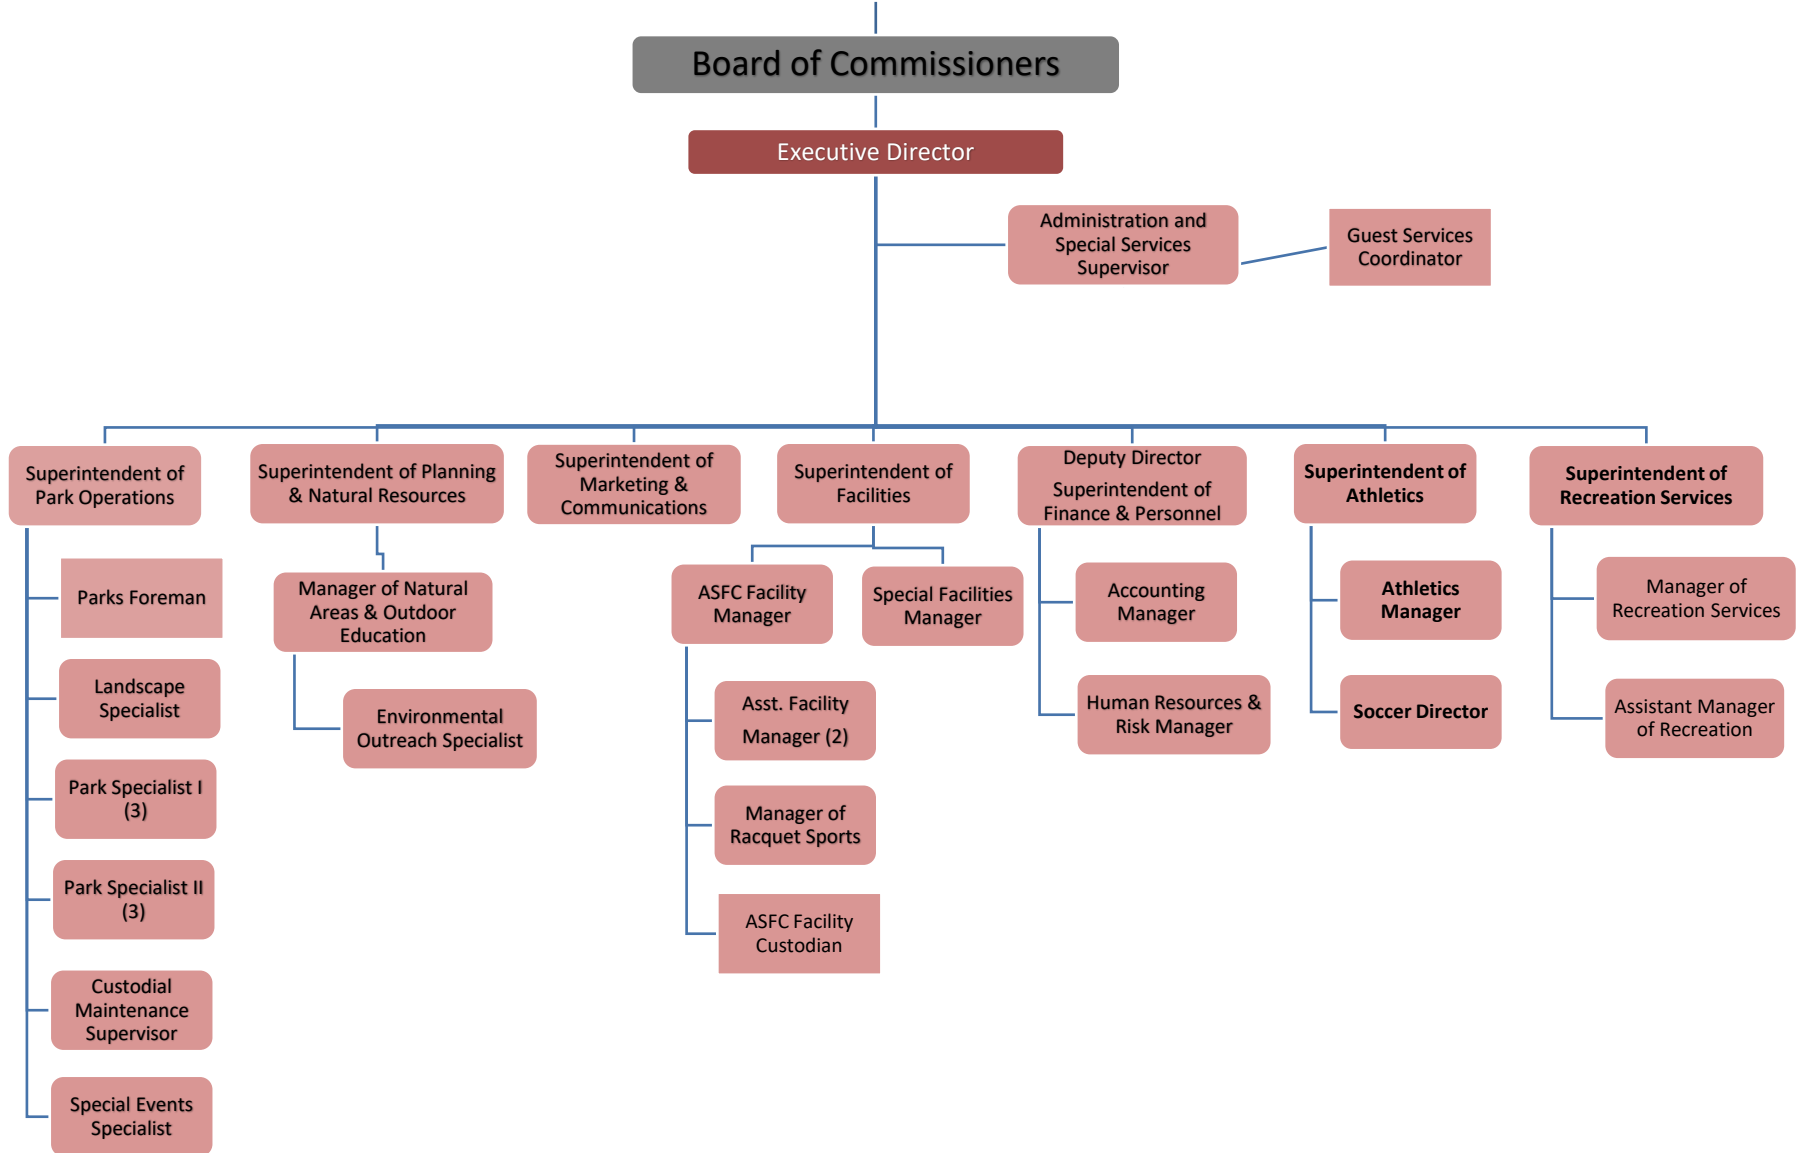 Board of Commissioners
Executive Director
Administration and
Special Services
Supervisor
Guest Services
Coordinator
Superintendent of
Park Operations
Superintendent of Planning
& Natural Resources
Superintendent of
Marketing &
Communications
Superintendent of
Facilities
Deputy Director
Superintendent of
Finance & Personnel
Superintendent of
Athletics
Superintendent of
Recreation Services
Parks Foreman
Landscape
Specialist
Park Specialist I
(3)
Park Specialist II
(3)
Custodial
Maintenance
Supervisor
Special Events
Specialist
Manager of Natural
Areas & Outdoor
Education
Environmental
Outreach Specialist
ASFC Facility
Manager
Special Facilities
Manager
Asst. Facility
Manager (2)
Manager of
Racquet Sports
ASFC Facility
Custodian
Accounting
Manager
Human Resources &
Risk Manager
Athletics
Manager
Soccer Director
Manager of
Recreation Services
Assistant Manager
of Recreation